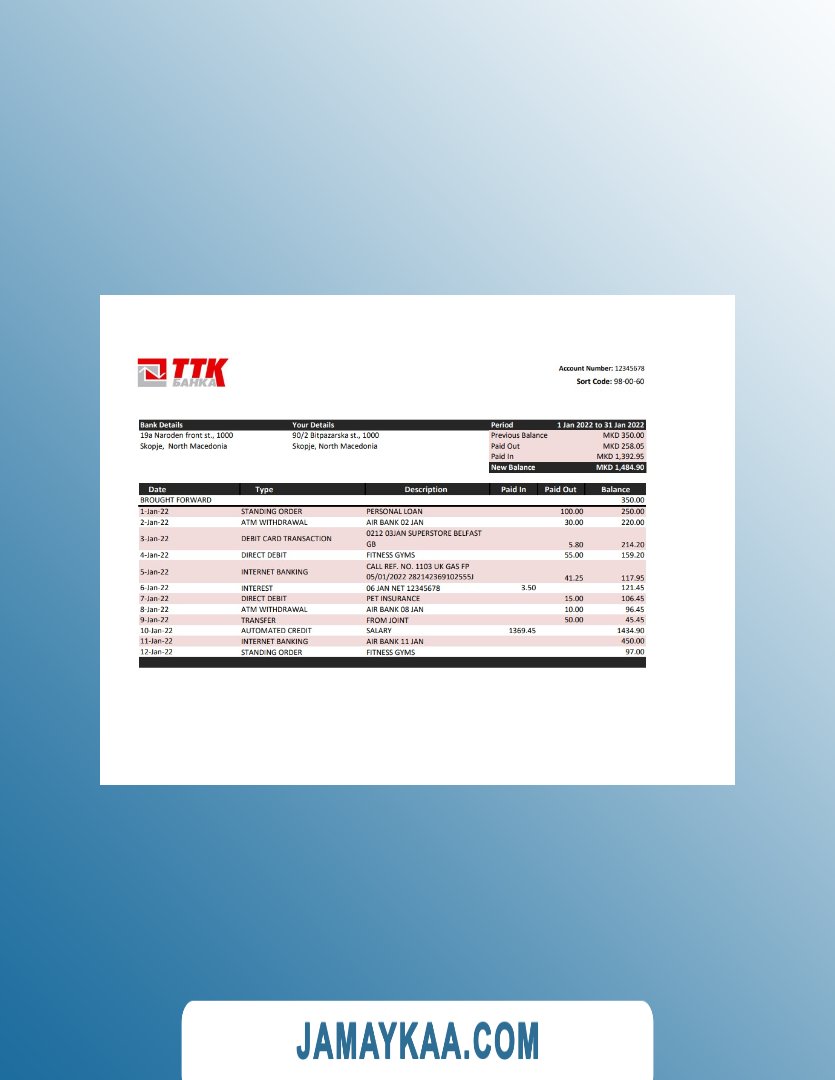 TTK
БАНКА
Account Number: 12345678
Sort Code: 98-00-60
Bank Details Your Details Period 1 Jan 2022 to 31 Jan 2022
19a Naroden front st., 1000 90/2 Bitpazarska st., 1000 Previous Balance MKD 350.00
Skopje, North Macedonia Skopje, North Macedonia Paid Out MKD 258.05
Paid In MKD 1,392.95
New Balance MKD 1,484.90
Date Type Description Paid In Paid Out Balance
BROUGHT FORWARD 350.00
1-Jan-22 STANDING ORDER PERSONAL LOAN 100.00 250.00
2-Jan-22 ATM WITHDRAWAL AIR BANK 02 JAN 30.00 220.00
3-Jan-22 DEBIT CARD TRANSACTION 0212 03JAN SUPERSTORE BELFAST
GB 5.80 214.20
4-Jan-22 DIRECT DEBIT FITNESS GYMS 55.00 159.20
5-Jan-22 INTERNET BANKING CALL REF. NO. 1103 UK GAS FP
05/01/2022 282142369102555J 41.25 117.95
6-Jan-22 INTEREST 06 JAN NET 12345678 3.50 121.45
7-Jan-22 DIRECT DEBIT PET INSURANCE 15.00 106.45
8-Jan-22 ATM WITHDRAWAL AIR BANK 08 JAN 10.00 96.45
9-Jan-22 TRANSFER FROM JOINT 50.00 45.45
10-Jan-22 AUTOMATED CREDIT SALARY 1369.45 1434.90
11-Jan-22 INTERNET BANKING AIR BANK 11 JAN 450.00
12-Jan-22 STANDING ORDER FITNESS GYMS 97.00
JAMAYKAA.COM